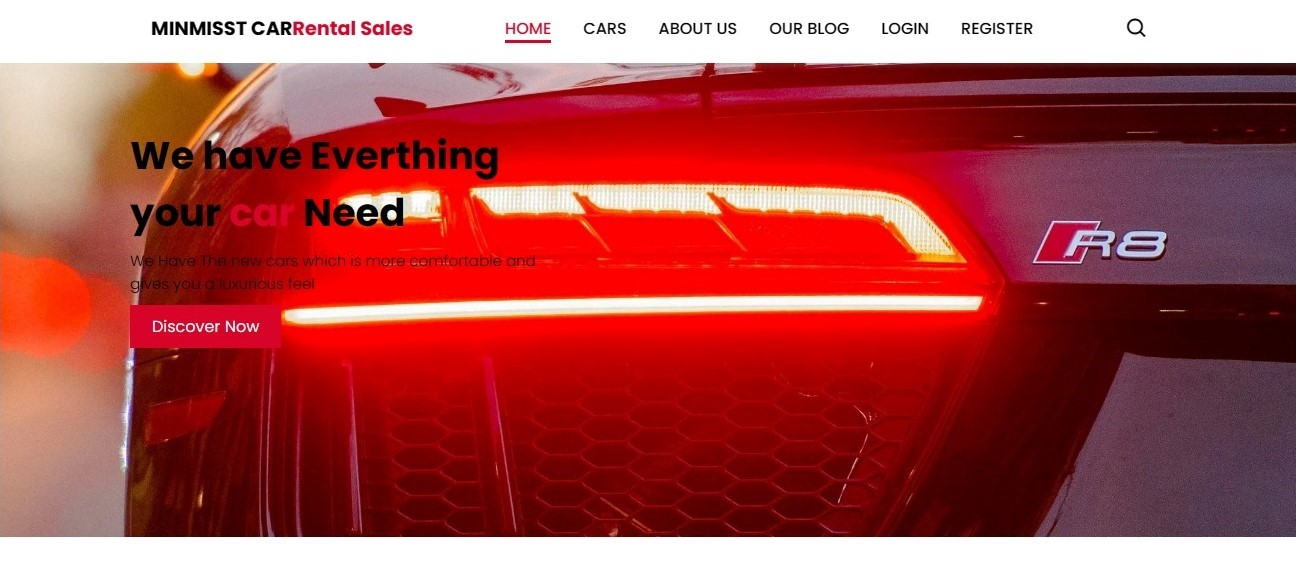 MINMISST CARRental Sales HOME CARS ABOUT US OUR BLOG LOGIN REGISTER
We have Everthing
your car Need
We Have The new cars which is more comfortable and
gives you a luxurious feel
Discover Now
R8